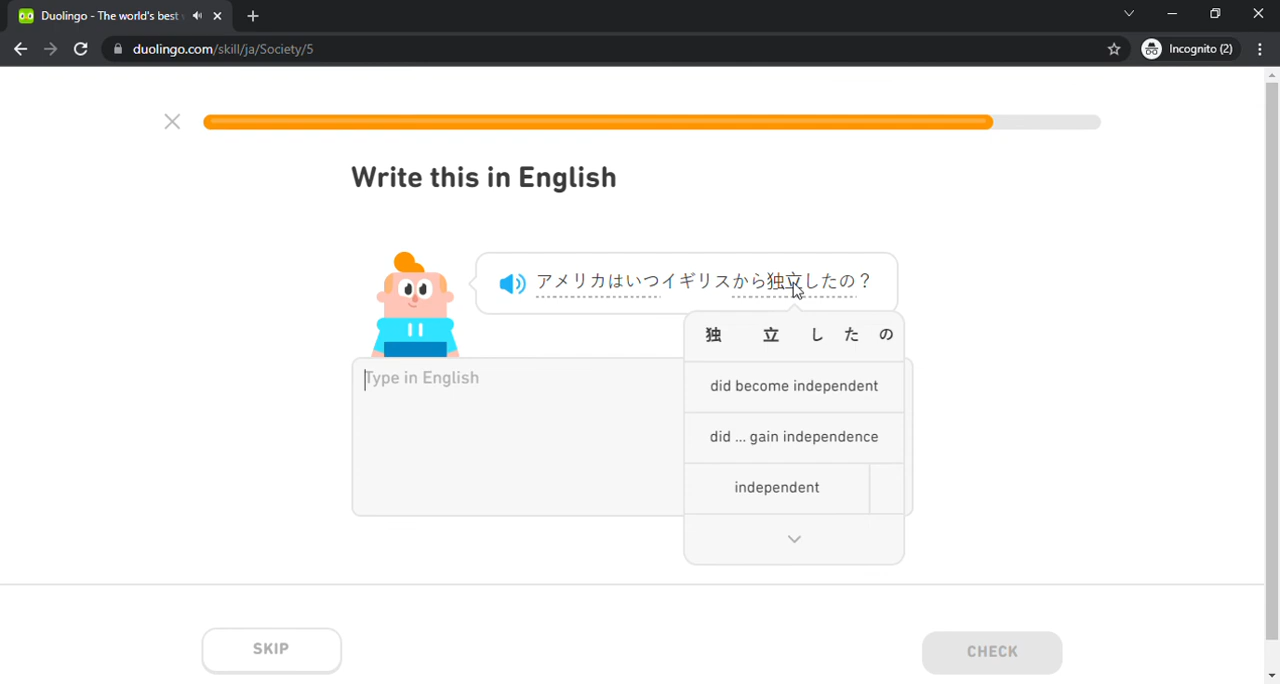 Duolingo - The world's best
duolingo.com/skill/ja/Society/5
Incognito (2)
Write this in English
アメリカはいつイギリスから独立したの？
独 立 し た の
Type in English
did become independent
did ... gain independence
independent
SKIP
CHECK